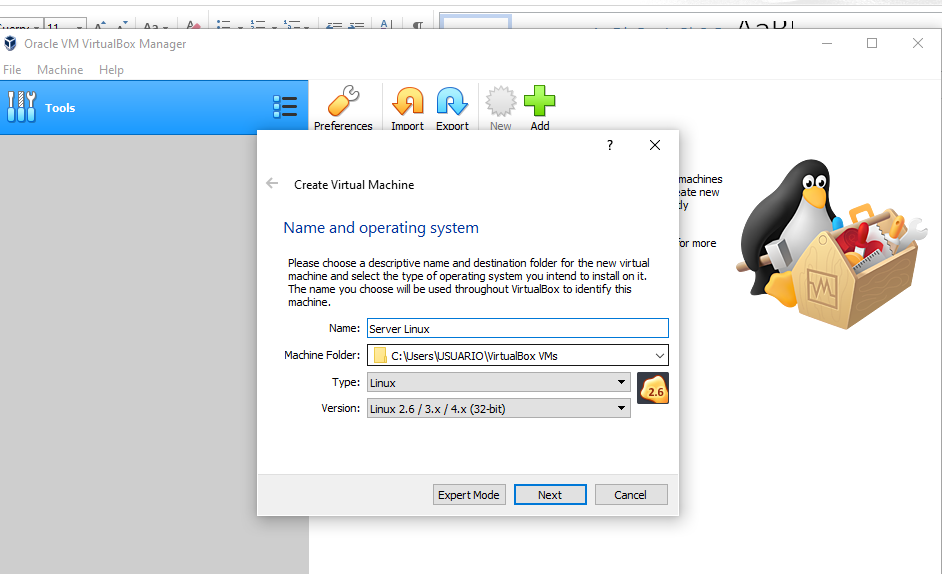 11
Aa
Oracle VM VirtualBox Manager
File Machine Help
Tools
Preferences Import Export New Add
?
machines
Create Virtual Machine
eate new
dy
Name and operating system
for more
Please choose a descriptive name and destination folder for the new virtual
machine and select the type of operating system you intend to install on it.
The name you choose will be used throughout VirtualBox to identify this
machine.
Name: Server Linux
Machine Folder: C:\Users\USUARIO\VirtualBox VMs
Type: Linux
2.6
Version: Linux 2.6 / 3.x / 4.x (32-bit)
Expert Mode Next Cancel